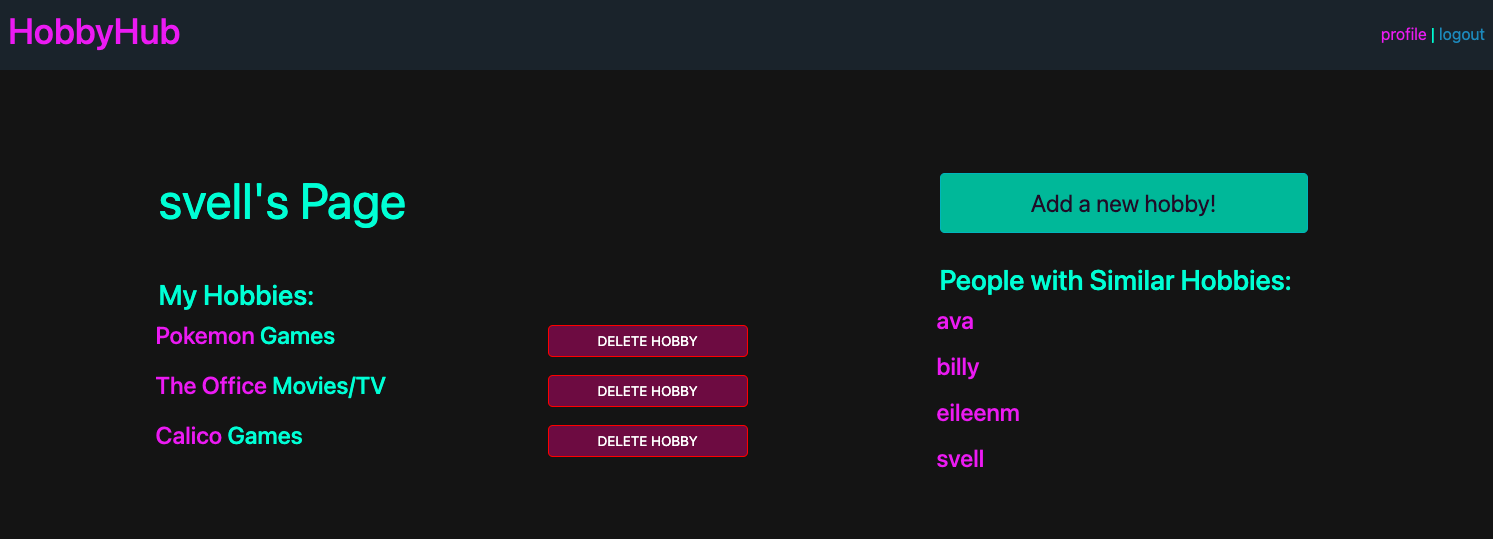 HobbyHub
profile | logout
svell's Page
My Hobbies:
Pokemon Games
DELETE HOBBY
The Office Movies/TV
DELETE HOBBY
Calico Games
DELETE HOBBY
Add a new hobby!
People with Similar Hobbies:
ava
billy
eileenm
svell